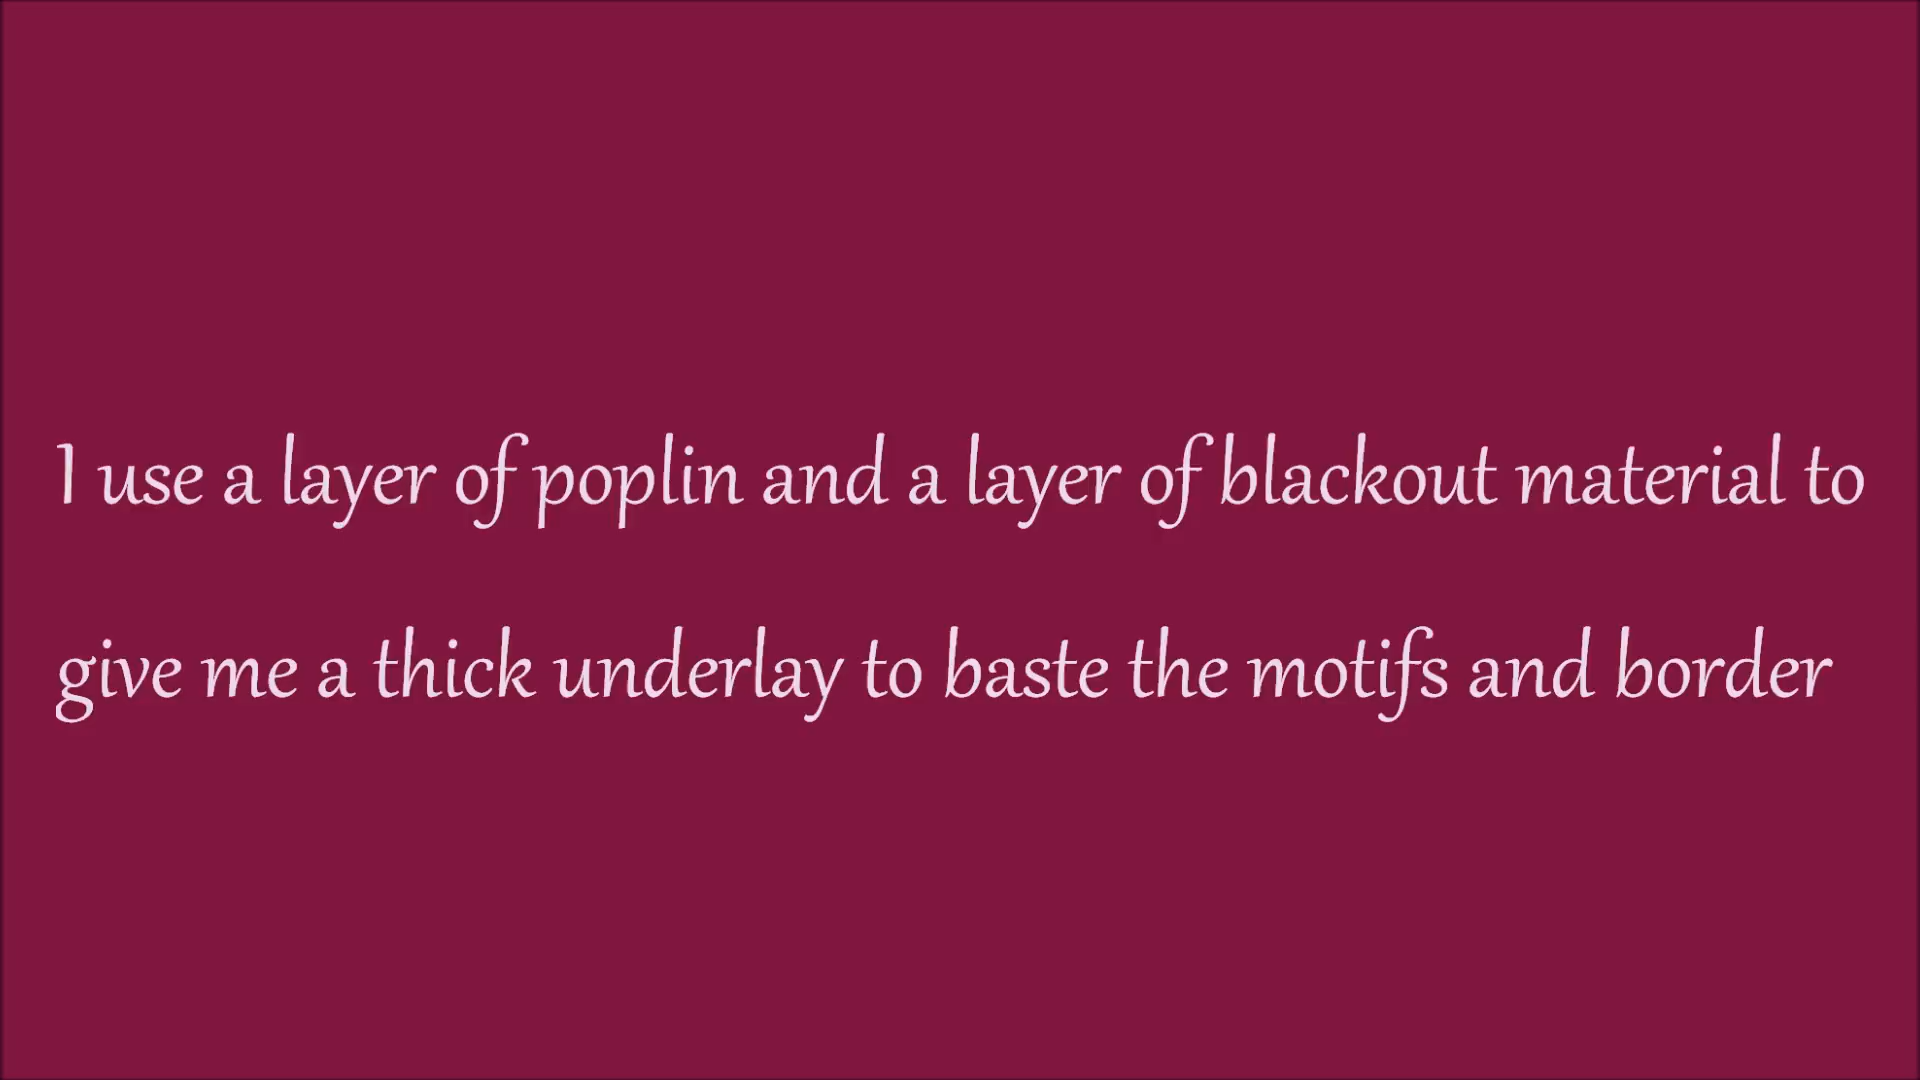 I use a layer of poplin and a layer of blackout material to
give me a thick underlay to baste the motifs and border